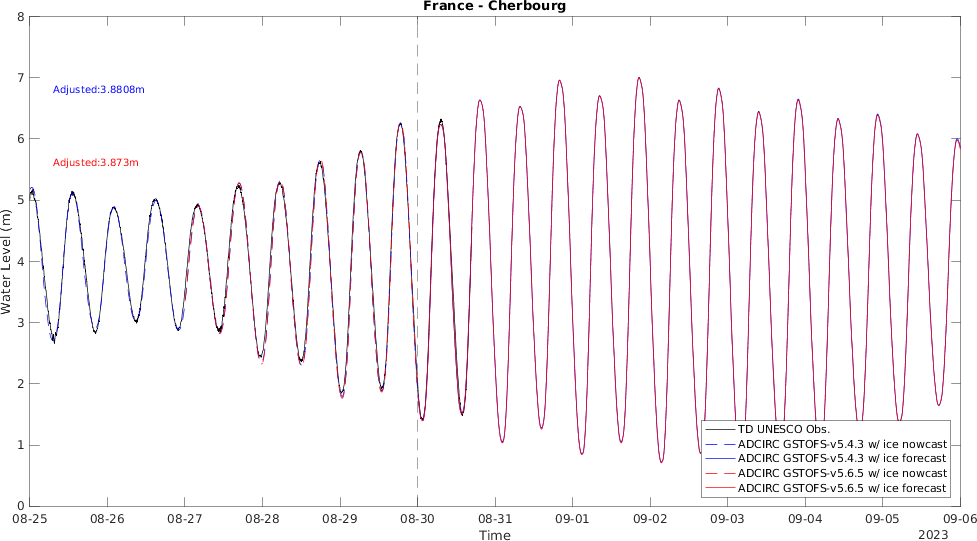 France - Cherbourg
8
7
6
5
4
3
2
1
0
Water Level (m)
Adjusted:3.8808m
Adjusted:3.873m
TD UNESCO Obs.
ADCIRC GSTOFS-v5.4.3 w/ ice nowcast
ADCIRC GSTOFS-v5.4.3 w/ ice forecast
ADCIRC GSTOFS-v5.6.5 w/ ice nowcast
ADCIRC GSTOFS-v5.6.5 w/ ice forecast
08-25 08-26 08-27 08-28 08-29 08-30 08-31 09-01 09-02 09-03 09-04 09-05 09-06
Time
2023